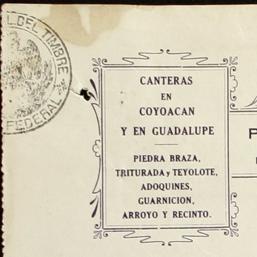 L DEL TIMBRE
FEDERAL
CANTERAS
EN
COYOACAN
Y EN GUADALUPE
PIEDRA BRAZA,
TRITURADA y TEYOLOTE,
ADOQUINES,
GUARNICION,
ARROYO Y RECINTO.
P